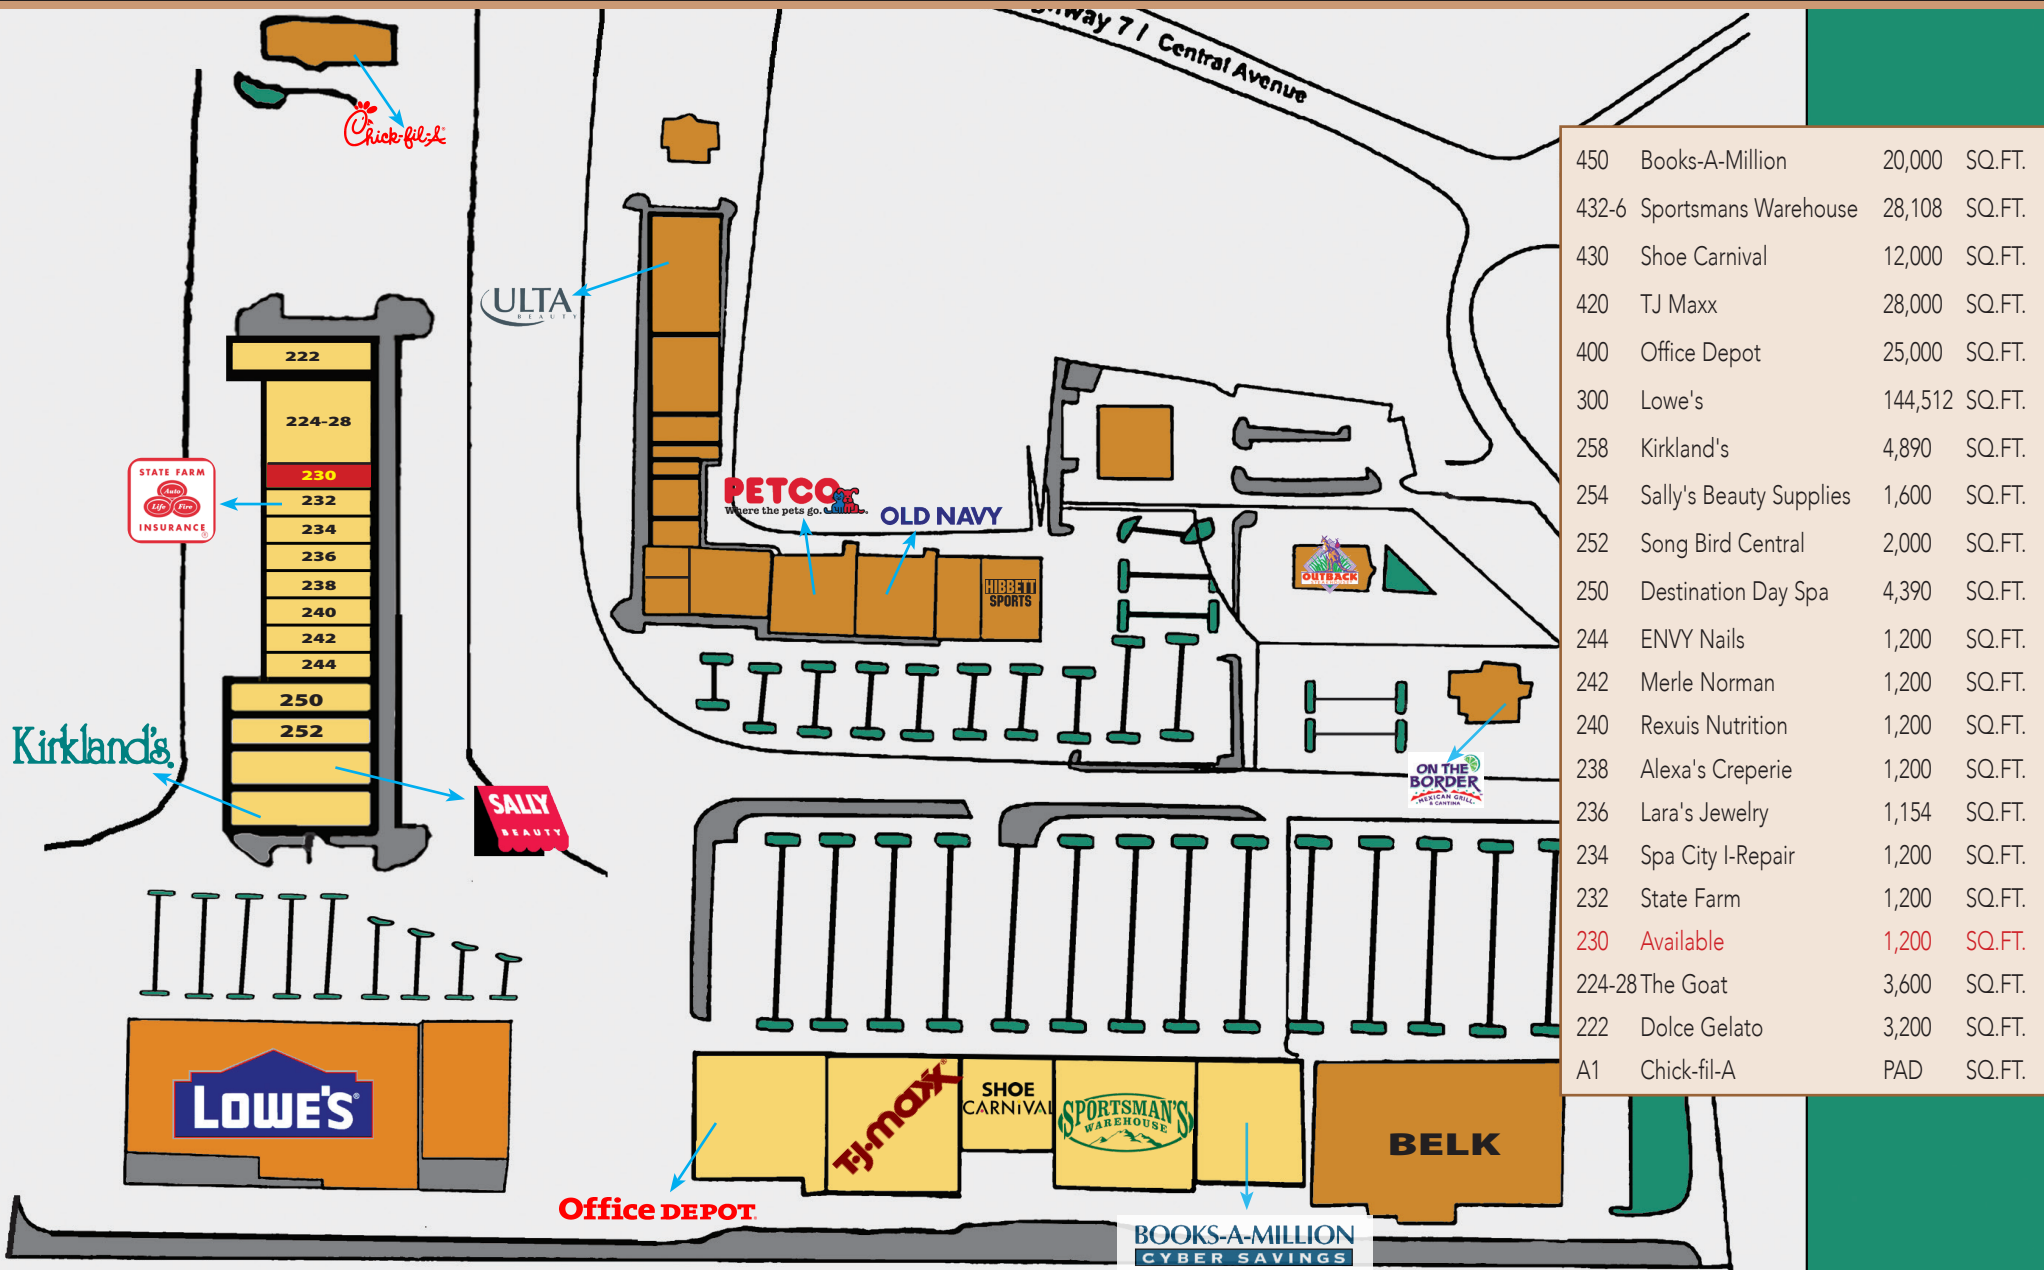 ghway 71 Central Avenue
Chick-fil-A
ULTA
BEAUTY
222
224-28
230
232
234
236
238
240
242
244
250
252
STATE FARM
Auto
Life Fire
INSURANCE
Kirkland's.
SALLY
BEAUTY
PETCO
Where the pets go.
OLD NAVY
HIBBETT
SPORTS
OUTBACK
ON THE
BORDER
MEXICAN GRILL
& CANTINA
LOWE'S
Office DEPOT
T·J·maxx
SHOE
CARNIVAL
SPORTSMAN'S
WAREHOUSE
BOOKS-A-MILLION
CYBER SAVINGS
BELK
450 Books-A-Million 20,000 SQ.FT.
432-6 Sportsmans Warehouse 28,108 SQ.FT.
430 Shoe Carnival 12,000 SQ.FT.
420 TJ Maxx 28,000 SQ.FT.
400 Office Depot 25,000 SQ.FT.
300 Lowe's 144,512 SQ.FT.
258 Kirkland's 4,890 SQ.FT.
254 Sally's Beauty Supplies 1,600 SQ.FT.
252 Song Bird Central 2,000 SQ.FT.
250 Destination Day Spa 4,390 SQ.FT.
244 ENVY Nails 1,200 SQ.FT.
242 Merle Norman 1,200 SQ.FT.
240 Rexuis Nutrition 1,200 SQ.FT.
238 Alexa's Creperie 1,200 SQ.FT.
236 Lara's Jewelry 1,154 SQ.FT.
234 Spa City I-Repair 1,200 SQ.FT.
232 State Farm 1,200 SQ.FT.
230 Available 1,200 SQ.FT.
224-28 The Goat 3,600 SQ.FT.
222 Dolce Gelato 3,200 SQ.FT.
A1 Chick-fil-A PAD SQ.FT.